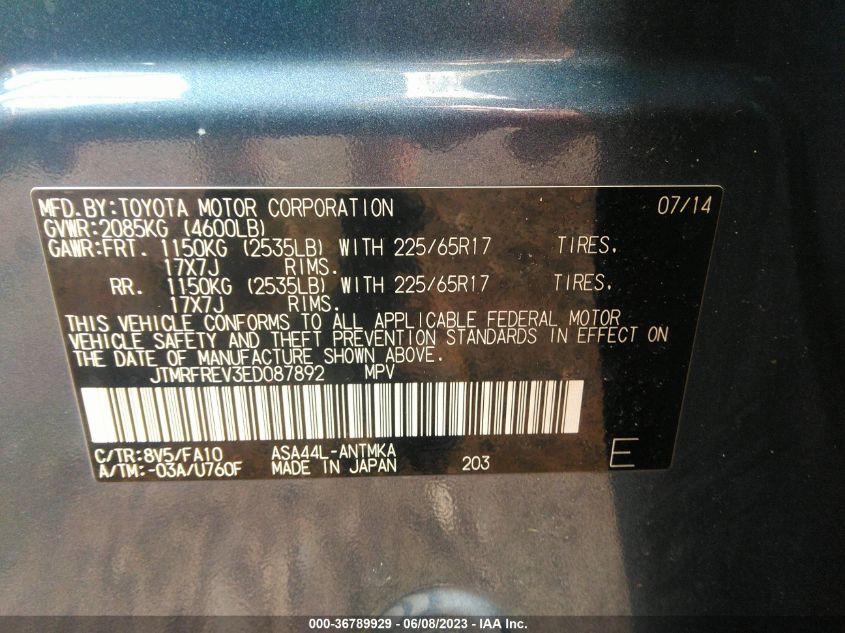 MFD.BY:TOYOTA MOTOR CORPORATION 07/14
GVWR:2085KG (4600LB)
GAWR:FRT. 1150KG (2535LB) WITH 225/65R17 TIRES,
17X7J RIMS.
RR. 1150KG (2535LB) WITH 225/65R17 TIRES,
17X7J RIMS.
THIS VEHICLE CONFORMS TO ALL APPLICABLE FEDERAL MOTOR
VEHICLE SAFETY AND THEFT PREVENTION STANDARDS IN EFFECT ON
THE DATE OF MANUFACTURE SHOWN ABOVE.
JTMRFREV3ED087892 MPV
C/TR:8V5/FA10 ASA44L-ANTMKA
A/TM:-03A/U760F MADE IN JAPAN 203 E
000-36789929 - 06/08/2023 - IAA Inc.